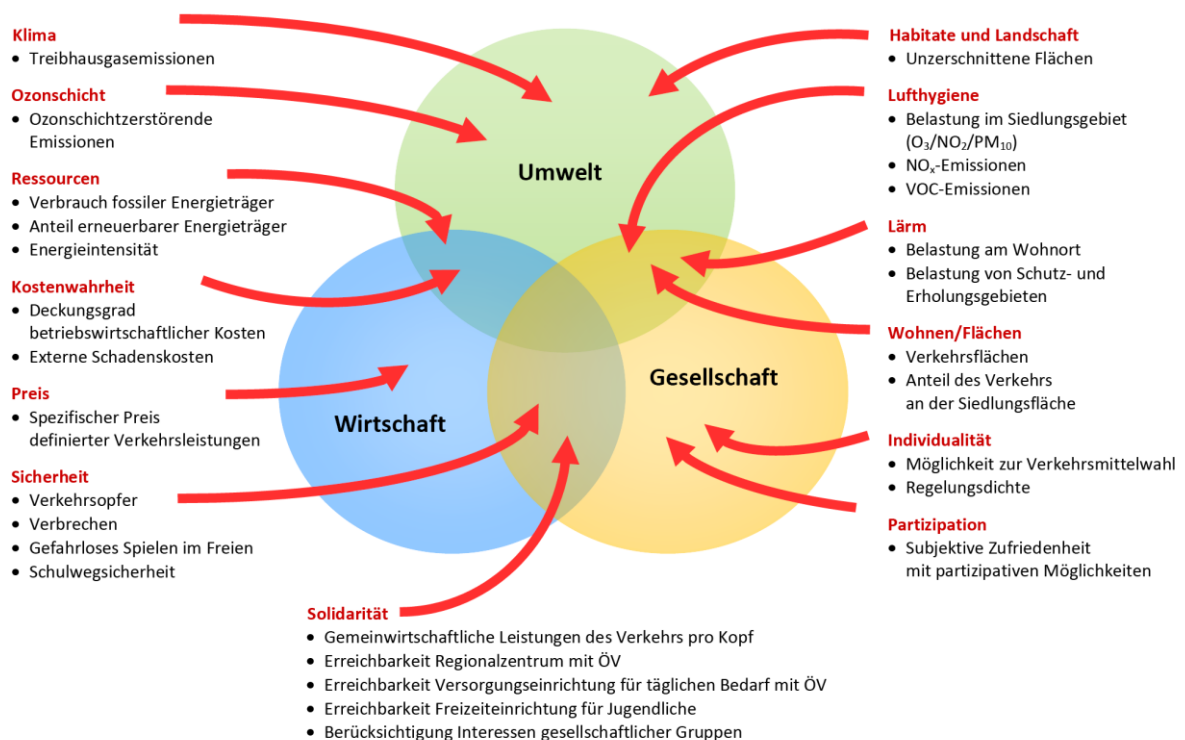 Klima
• Treibhausgasemissionen
Ozonschicht
• Ozonschichtzerstörende
Emissionen
Ressourcen
• Verbrauch fossiler Energieträger
• Anteil erneuerbarer Energieträger
• Energieintensität
Kostenwahrheit
• Deckungsgrad
betriebswirtschaftlicher Kosten
• Externe Schadenskosten
Preis
• Spezifischer Preis
definierter Verkehrsleistungen
Sicherheit
• Verkehrsopfer
• Verbrechen
• Gefahrloses Spielen im Freien
• Schulwegsicherheit
Umwelt
Wirtschaft
Gesellschaft
Habitate und Landschaft
• Unzerschnittene Flächen
Lufthygiene
• Belastung im Siedlungsgebiet
(O₃/NO₂/PM₁₀)
• NOₓ-Emissionen
• VOC-Emissionen
Lärm
• Belastung am Wohnort
• Belastung von Schutz- und
Erholungsgebieten
Wohnen/Flächen
• Verkehrsflächen
• Anteil des Verkehrs
an der Siedlungsfläche
Individualität
• Möglichkeit zur Verkehrsmittelwahl
• Regelungsdichte
Partizipation
• Subjektive Zufriedenheit
mit partizipativen Möglichkeiten
Solidarität
• Gemeinwirtschaftliche Leistungen des Verkehrs pro Kopf
• Erreichbarkeit Regionalzentrum mit ÖV
• Erreichbarkeit Versorgungseinrichtung für täglichen Bedarf mit ÖV
• Erreichbarkeit Freizeiteinrichtung für Jugendliche
• Berücksichtigung Interessen gesellschaftlicher Gruppen